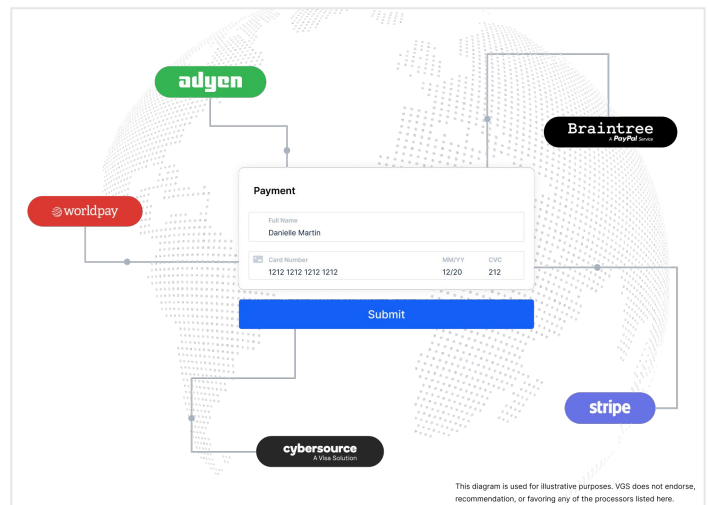 adyen
Braintree
A PayPal Service
worldpay
Payment
Full Name
Danielle Martin
Card Number MM/YY CVC
1212 1212 1212 1212 12/20 212
Submit
stripe
cybersource
A Visa Solution
This diagram is used for illustrative purposes. VGS does not endorse,
recommendation, or favoring any of the processors listed here.